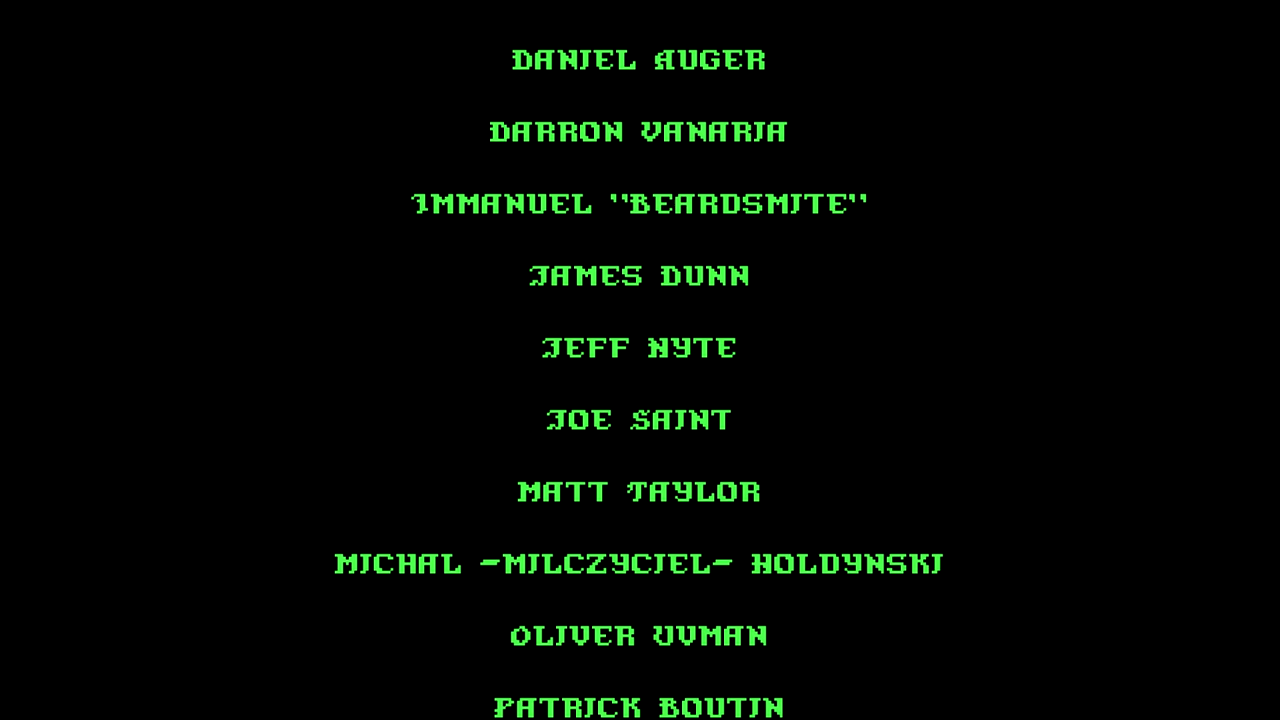 DANIEL AUGER
DARRON VANARIA
IMMANUEL "BEARDSMITE"
JAMES DUNN
JEFF NYTE
JOE SAINT
MATT TAYLOR
MICHAL -MILCZYCIEL- HOLDYNSKI
OLIVER UVMAN
PATRICK BOUTIN